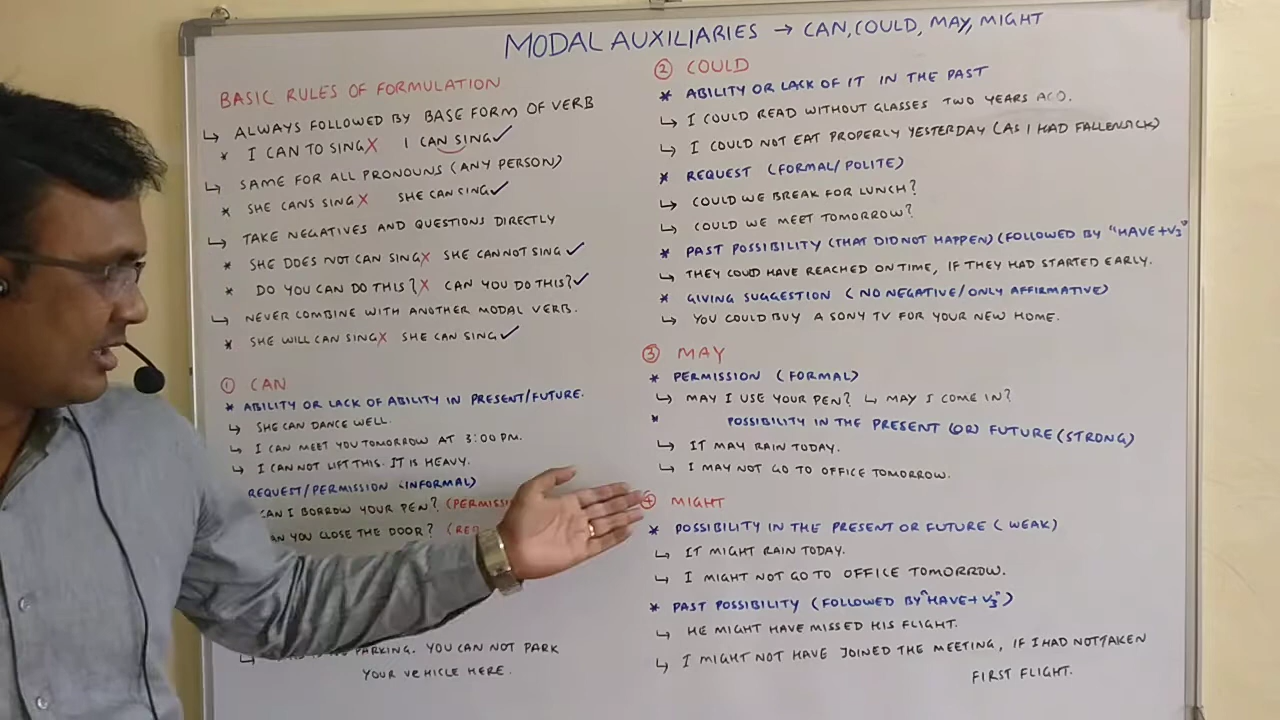 MODAL AUXILIARIES → CAN, COULD, MAY, MIGHT
BASIC RULES OF FORMULATION
↳ ALWAYS FOLLOWED BY BASE FORM OF VERB
* I CAN TO SING X I CAN SING ✓
↳ SAME FOR ALL PRONOUNS (ANY PERSON)
* SHE CANS SING X SHE CAN SING ✓
↳ TAKE NEGATIVES AND QUESTIONS DIRECTLY
* SHE DOES NOT CAN SING X SHE CANNOT SING ✓
* DO YOU CAN DO THIS? X CAN YOU DO THIS? ✓
↳ NEVER COMBINE WITH ANOTHER MODAL VERB.
* SHE WILL CAN SING X SHE CAN SING ✓
① CAN
* ABILITY OR LACK OF ABILITY IN PRESENT/FUTURE.
↳ SHE CAN DANCE WELL.
↳ I CAN MEET YOU TOMORROW AT 3:00 PM.
↳ I CAN NOT LIFT THIS. IT IS HEAVY.
REQUEST/PERMISSION (INFORMAL)
CAN I BORROW YOUR PEN?
YOU CLOSE THE DOOR?
PARKING. YOU CAN NOT PARK
YOUR VEHICLE HERE.
② COULD
* ABILITY OR LACK OF IT IN THE PAST
↳ I COULD READ WITHOUT GLASSES TWO YEARS AGO.
↳ I COULD NOT EAT PROPERLY YESTERDAY (AS I HAD FALLEN SICK)
* REQUEST (FORMAL/POLITE)
↳ COULD WE BREAK FOR LUNCH?
↳ COULD WE MEET TOMORROW?
* PAST POSSIBILITY (THAT DID NOT HAPPEN) (FOLLOWED BY "HAVE+V3"
↳ THEY COULD HAVE REACHED ON TIME, IF THEY HAD STARTED EARLY.
* GIVING SUGGESTION (NO NEGATIVE/ONLY AFFIRMATIVE)
↳ YOU COULD BUY A SONY TV FOR YOUR NEW HOME.
③ MAY
* PERMISSION (FORMAL)
↳ MAY I USE YOUR PEN? ↳ MAY I COME IN?
* POSSIBILITY IN THE PRESENT (OR) FUTURE (STRONG)
↳ IT MAY RAIN TODAY.
↳ I MAY NOT GO TO OFFICE TOMORROW.
④ MIGHT
* POSSIBILITY IN THE PRESENT OR FUTURE (WEAK)
↳ IT MIGHT RAIN TODAY.
↳ I MIGHT NOT GO TO OFFICE TOMORROW.
* PAST POSSIBILITY (FOLLOWED BY "HAVE+V3")
↳ HE MIGHT HAVE MISSED HIS FLIGHT.
↳ I MIGHT NOT HAVE JOINED THE MEETING, IF I HAD NOT TAKEN
FIRST FLIGHT.